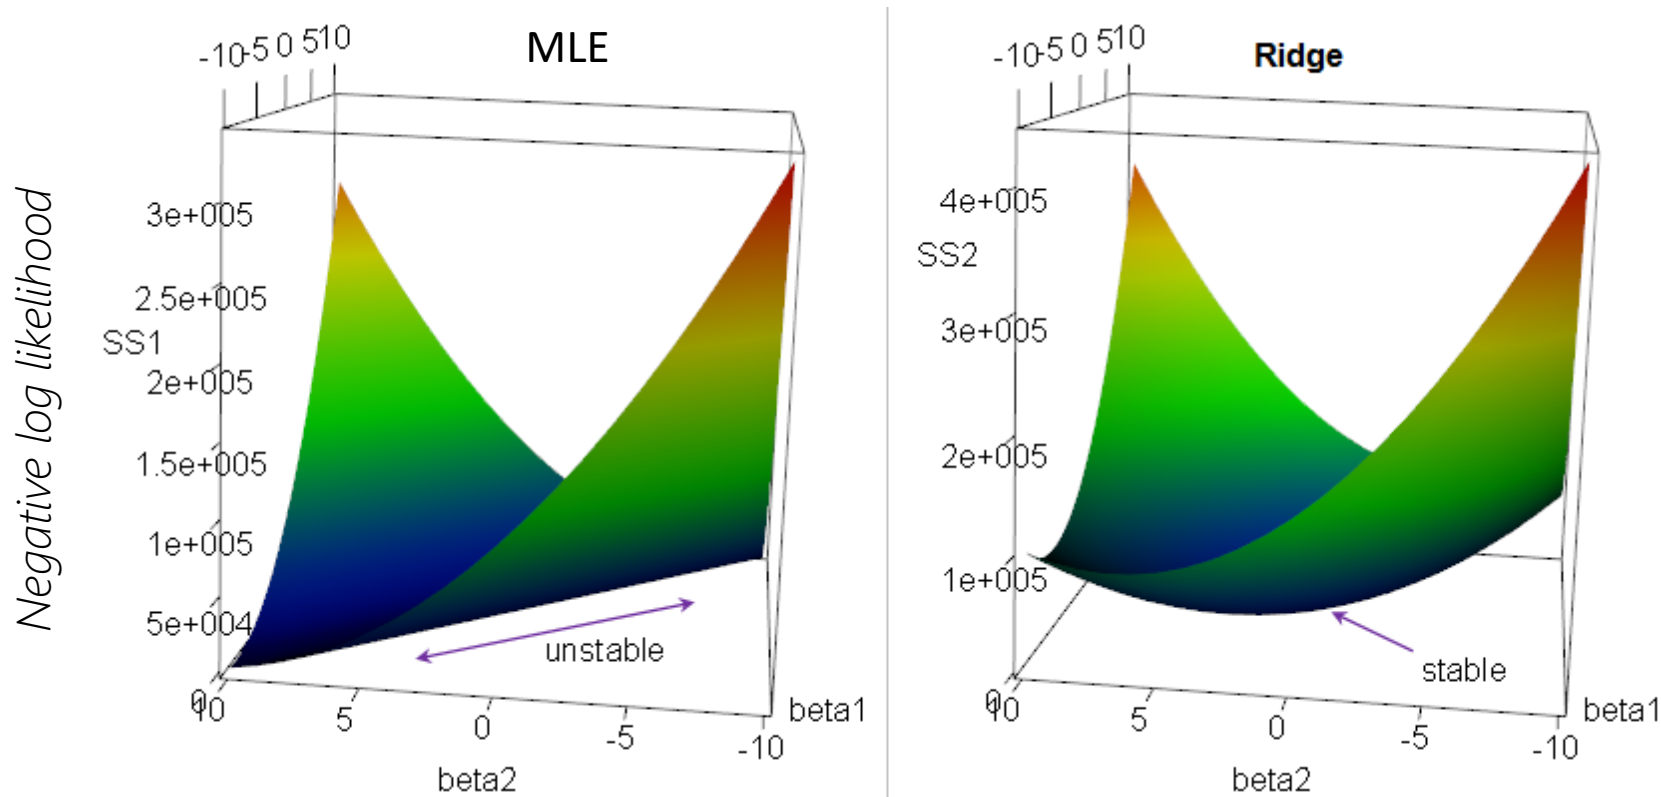 MLE
-10 -5 0 5 10
3e+005
2.5e+005
SS1
2e+005
1.5e+005
1e+005
5e+004
0
10
5
0
-5
-10
beta1
beta2
unstable
Negative log likelihood
Ridge
-10 -5 0 5 10
4e+005
SS2
3e+005
2e+005
1e+005
0
10
5
0
-5
-10
beta1
beta2
stable